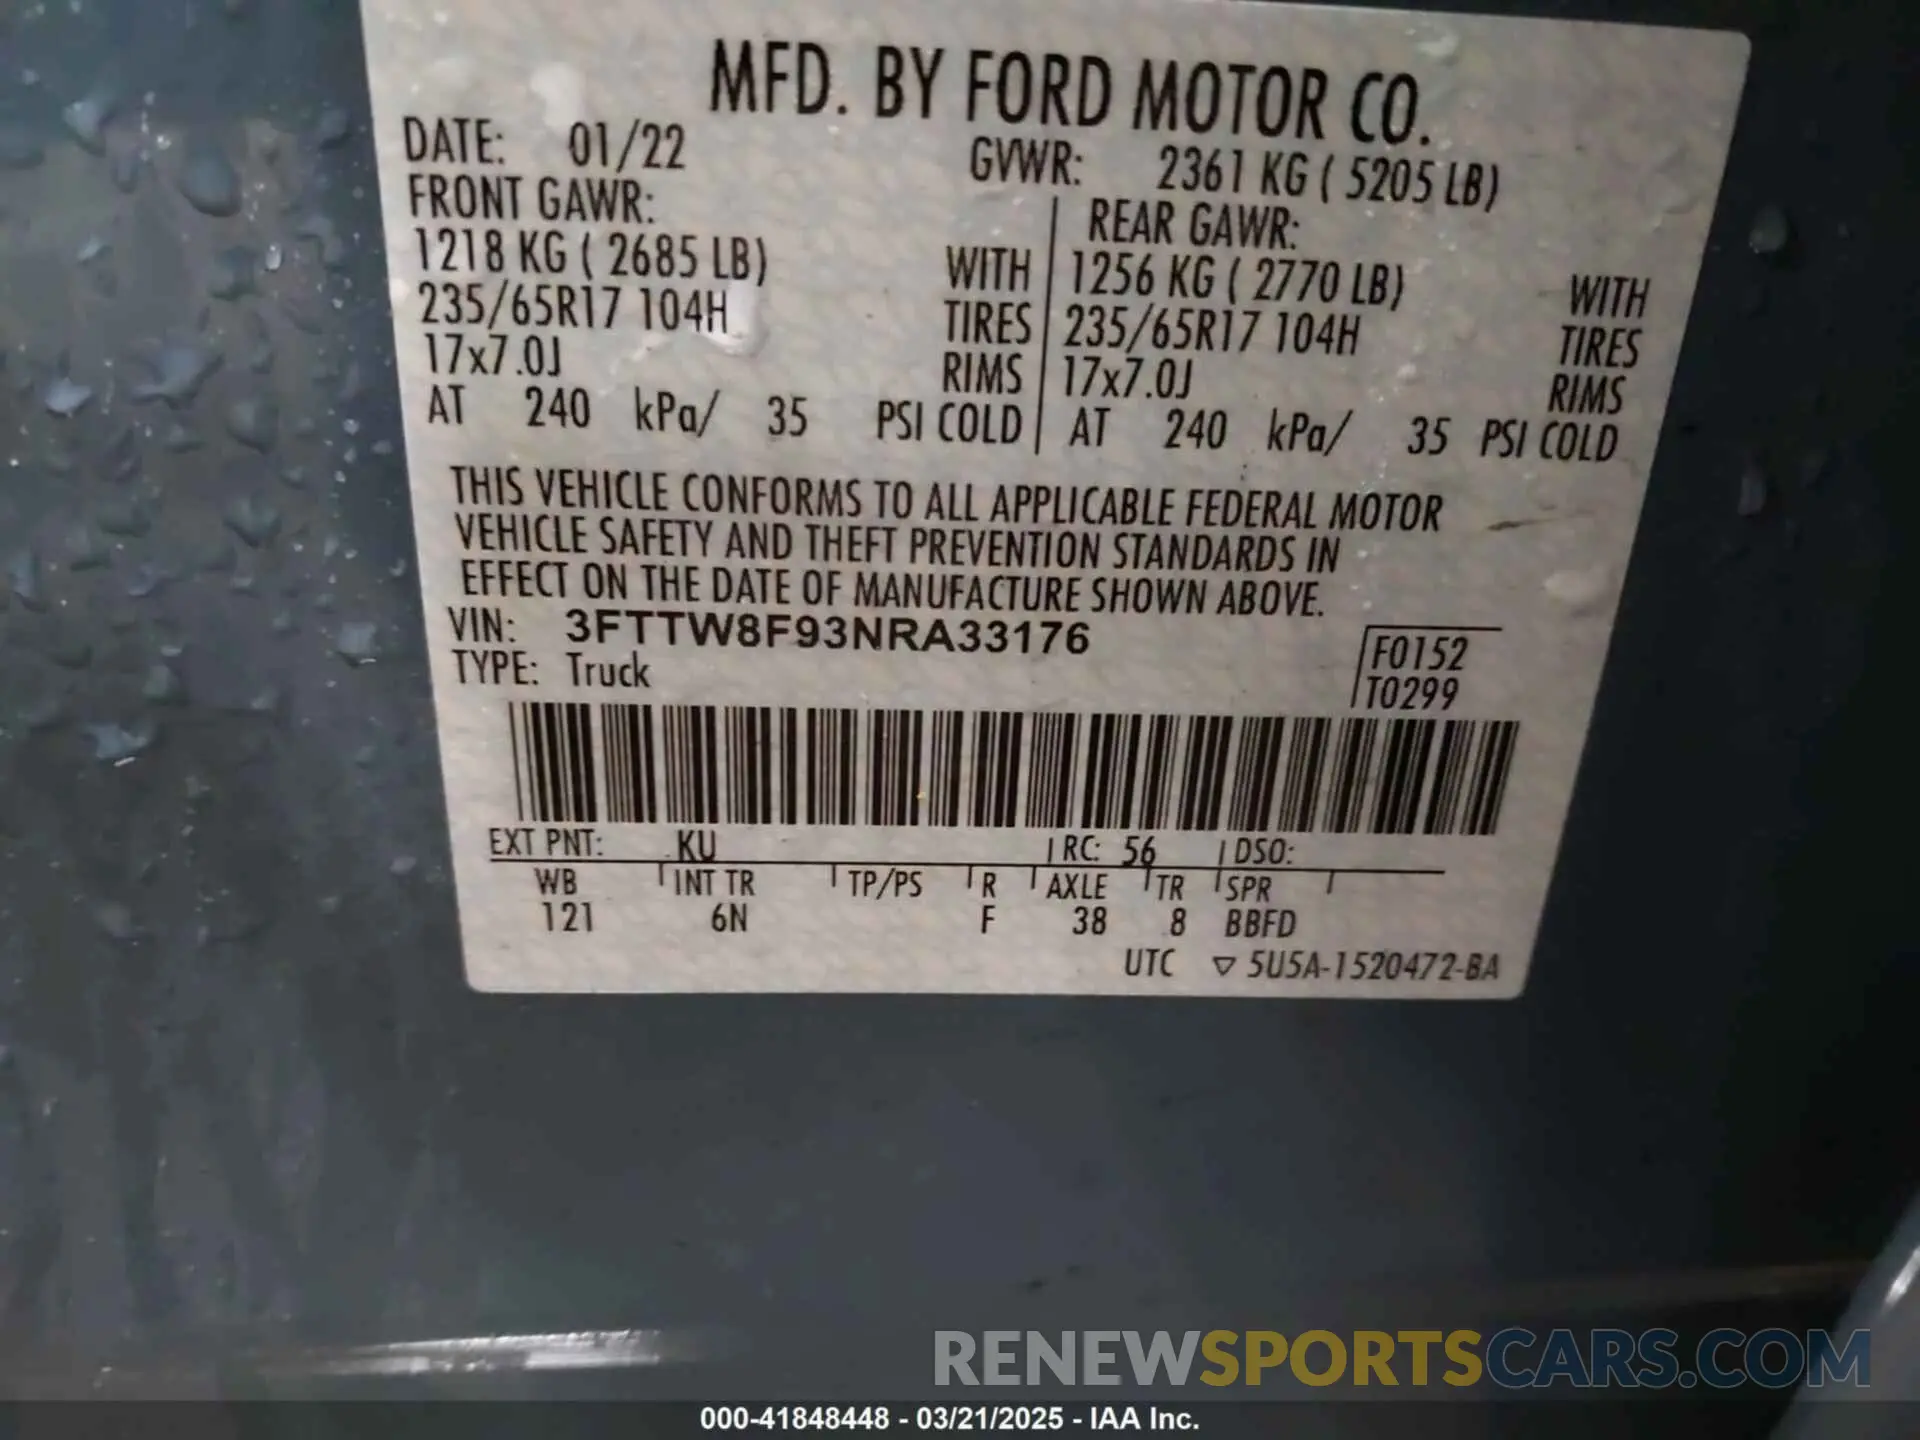 MFD. BY FORD MOTOR CO.
DATE: 01/22 GVWR: 2361 KG ( 5205 LB)
FRONT GAWR: REAR GAWR:
1218 KG ( 2685 LB) WITH 1256 KG ( 2770 LB) WITH
235/65R17 104H TIRES 235/65R17 104H TIRES
17x7.0J RIMS 17x7.0J RIMS
AT 240 kPa/ 35 PSI COLD AT 240 kPa/ 35 PSI COLD
THIS VEHICLE CONFORMS TO ALL APPLICABLE FEDERAL MOTOR
VEHICLE SAFETY AND THEFT PREVENTION STANDARDS IN
EFFECT ON THE DATE OF MANUFACTURE SHOWN ABOVE.
VIN: 3FTTW8F93NRA33176 F0152
TYPE: Truck T0299
EXT PNT: KU RC: 56 DSO:
WB INT TR TP/PS R AXLE TR SPR
121 6N F 38 8 BBFD
UTC ▽ 5U5A-1520472-BA
RENEWSPORTSCARS.COM
000-41848448 - 03/21/2025 - IAA Inc.